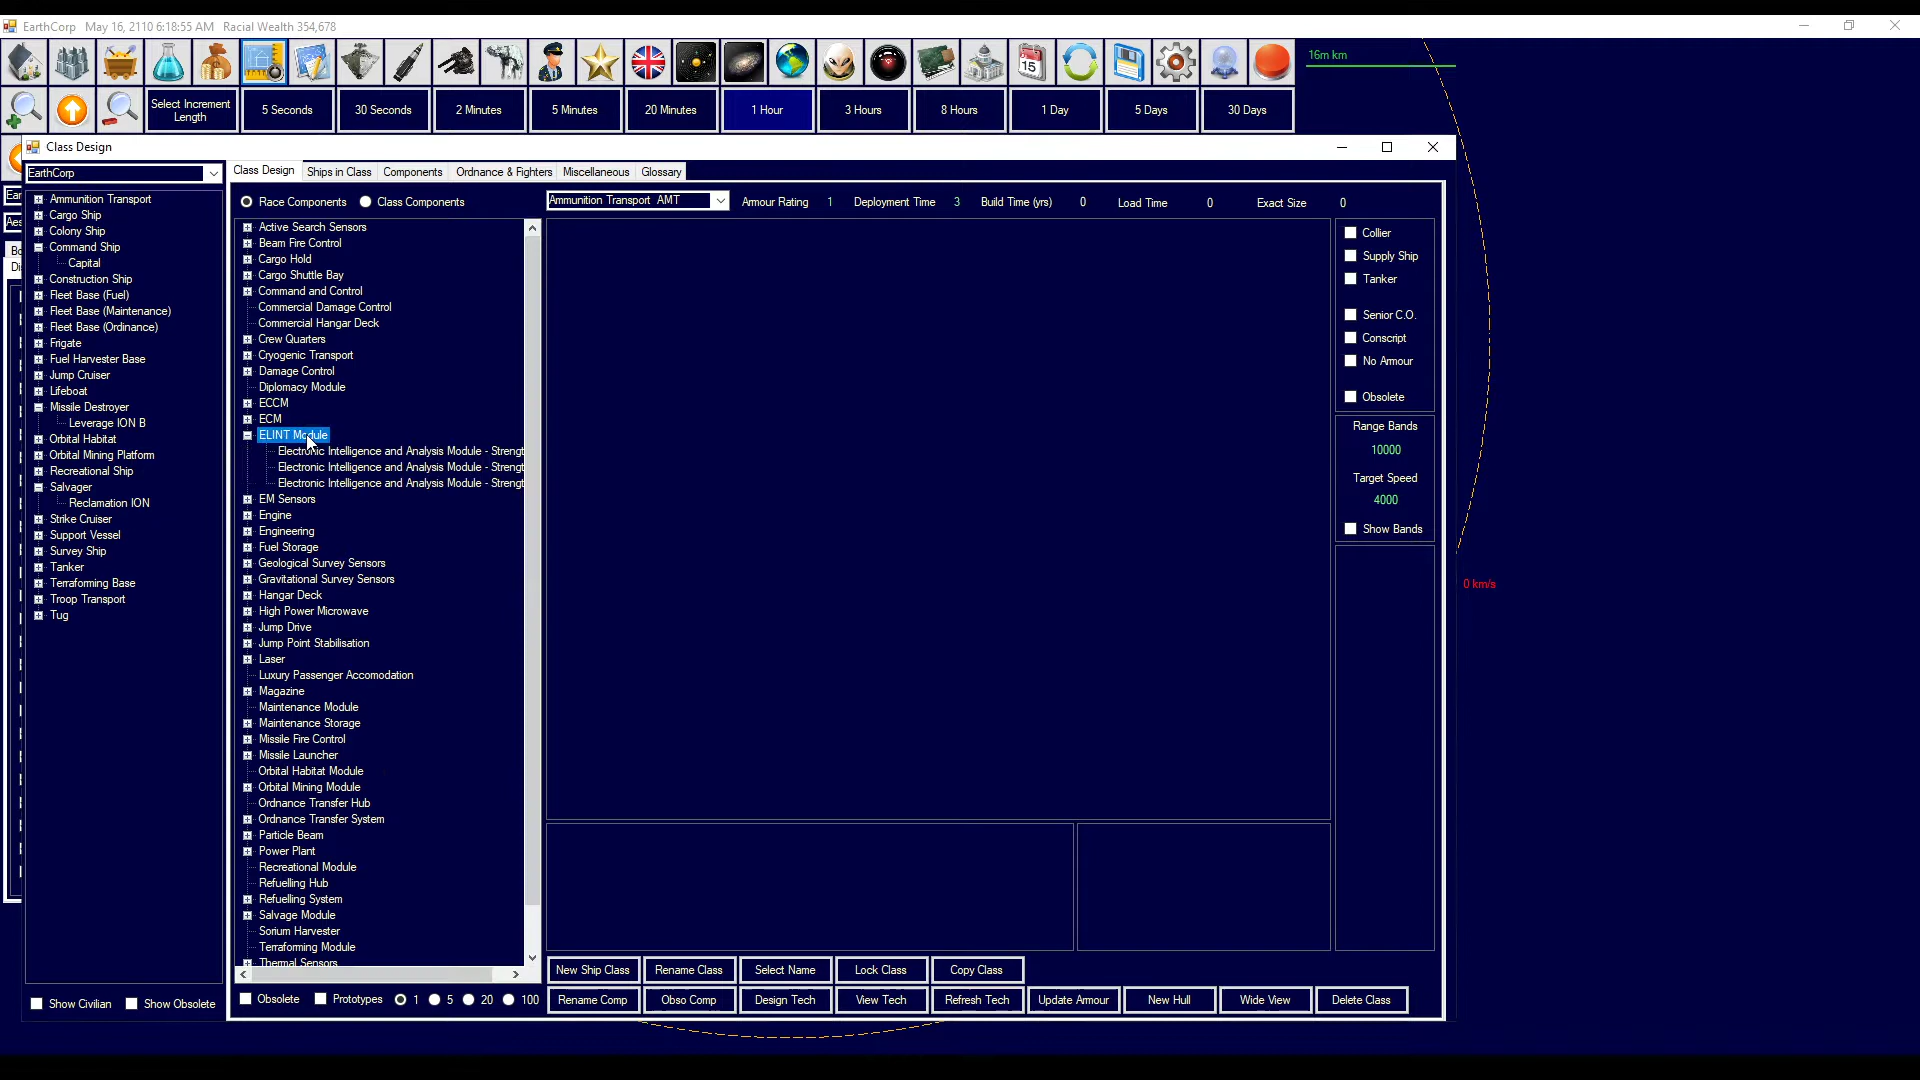 EarthCorp May 16, 2110 6:18:55 AM Racial Wealth 354,678
15
16m km
Select Increment Length
5 Seconds
30 Seconds
2 Minutes
5 Minutes
20 Minutes
1 Hour
3 Hours
8 Hours
1 Day
5 Days
30 Days
Class Design
EarthCorp
Ammunition Transport
Cargo Ship
Colony Ship
Command Ship
Capital
Construction Ship
Fleet Base (Fuel)
Fleet Base (Maintenance)
Fleet Base (Ordinance)
Frigate
Fuel Harvester Base
Jump Cruiser
Lifeboat
Missile Destroyer
Leverage ION B
Orbital Habitat
Orbital Mining Platform
Recreational Ship
Salvager
Reclamation ION
Strike Cruiser
Support Vessel
Survey Ship
Tanker
Terraforming Base
Troop Transport
Tug
Show Civilian
Show Obsolete
Class Design
Ships in Class
Components
Ordnance & Fighters
Miscellaneous
Glossary
Race Components
Class Components
Active Search Sensors
Beam Fire Control
Cargo Hold
Cargo Shuttle Bay
Command and Control
Commercial Damage Control
Commercial Hangar Deck
Crew Quarters
Cryogenic Transport
Damage Control
Diplomacy Module
ECCM
ECM
ELINT Module
Electronic Intelligence and Analysis Module - Strengt
Electronic Intelligence and Analysis Module - Strengt
Electronic Intelligence and Analysis Module - Strengt
EM Sensors
Engine
Engineering
Fuel Storage
Geological Survey Sensors
Gravitational Survey Sensors
Hangar Deck
High Power Microwave
Jump Drive
Jump Point Stabilisation
Laser
Luxury Passenger Accomodation
Magazine
Maintenance Module
Maintenance Storage
Missile Fire Control
Missile Launcher
Orbital Habitat Module
Orbital Mining Module
Ordnance Transfer Hub
Ordnance Transfer System
Particle Beam
Power Plant
Recreational Module
Refuelling Hub
Refuelling System
Salvage Module
Sorium Harvester
Terraforming Module
Thermal Sensors
Obsolete
Prototypes
1
5
20
100
Ammunition Transport AMT
Armour Rating 1
Deployment Time 3
Build Time (yrs) 0
Load Time 0
Exact Size 0
Collier
Supply Ship
Tanker
Senior C.O.
Conscript
No Armour
Obsolete
Range Bands
10000
Target Speed
4000
Show Bands
0 km/s
New Ship Class
Rename Class
Select Name
Lock Class
Copy Class
Rename Comp
Obso Comp
Design Tech
View Tech
Refresh Tech
Update Armour
New Hull
Wide View
Delete Class